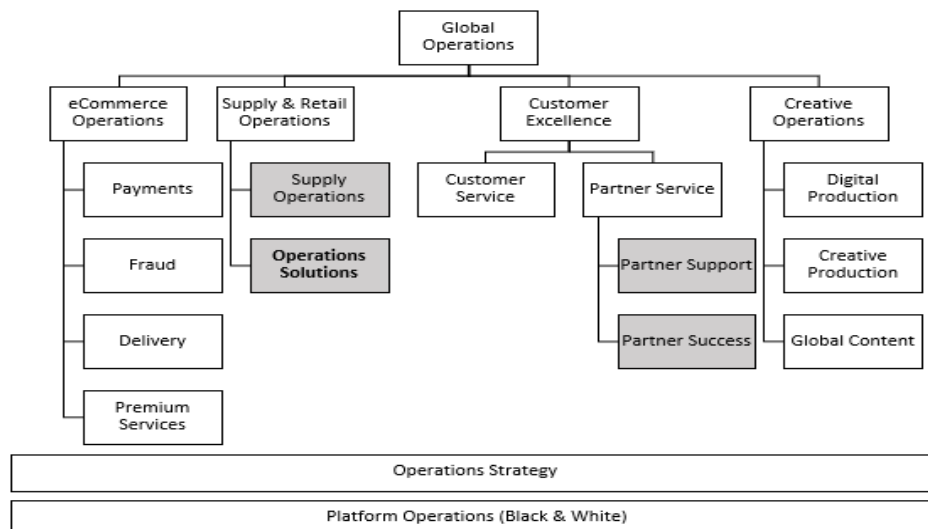 Global
Operations
eCommerce
Operations
Supply & Retail
Operations
Customer
Excellence
Creative
Operations
Payments
Supply
Operations
Customer
Service
Partner Service
Digital
Production
Fraud
Operations
Solutions
Partner Support
Creative
Production
Delivery
Partner Success
Global Content
Premium
Services
Operations Strategy
Platform Operations (Black & White)